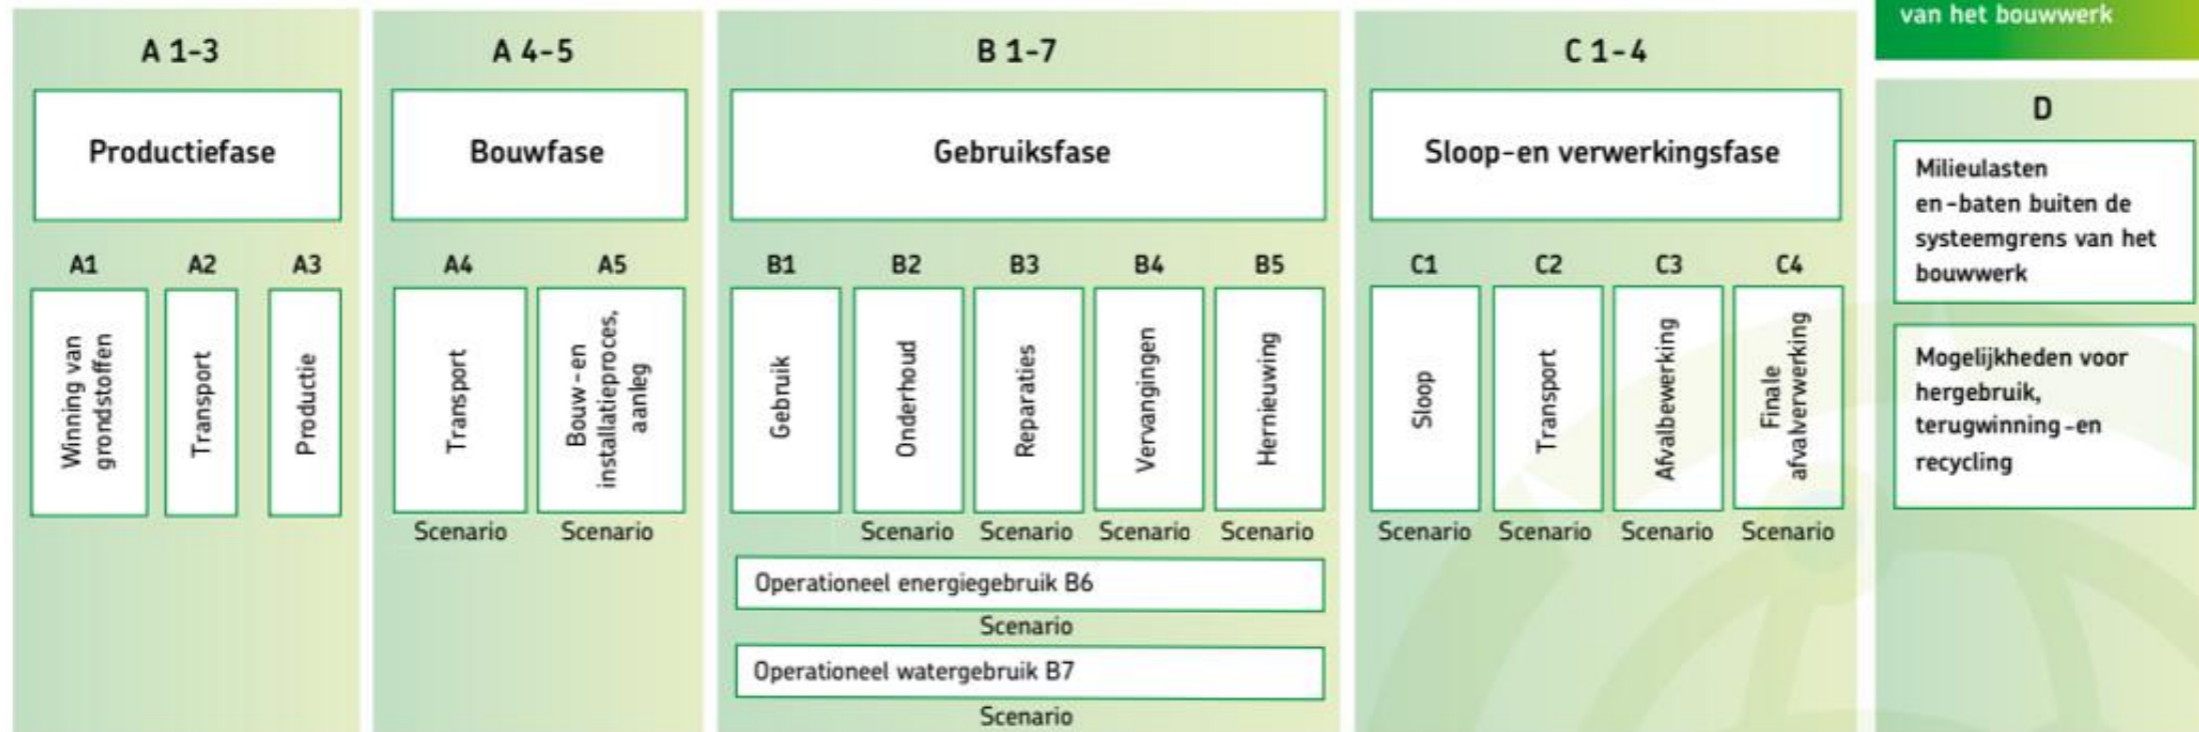 van het bouwwerk
A 1-3
Productiefase
A1
A2
A3
Winning van
grondstoffen
Transport
Productie
A 4-5
Bouwfase
A4
A5
Transport
Bouw-en
installatieproces,
aanleg
Scenario
Scenario
B 1-7
Gebruiksfase
B1
B2
B3
B4
B5
Gebruik
Onderhoud
Reparaties
Vervangingen
Hernieuwing
Scenario
Scenario
Scenario
Scenario
Operationeel energiegebruik B6
Scenario
Operationeel watergebruik B7
Scenario
C 1-4
Sloop-en verwerkingsfase
C1
C2
C3
C4
Sloop
Transport
Afvalbewerking
Finale
afvalverwerking
Scenario
Scenario
Scenario
Scenario
D
Milieulasten
en-baten buiten de
systeemgrens van het
bouwwerk
Mogelijkheden voor
hergebruik,
terugwinning-en
recycling